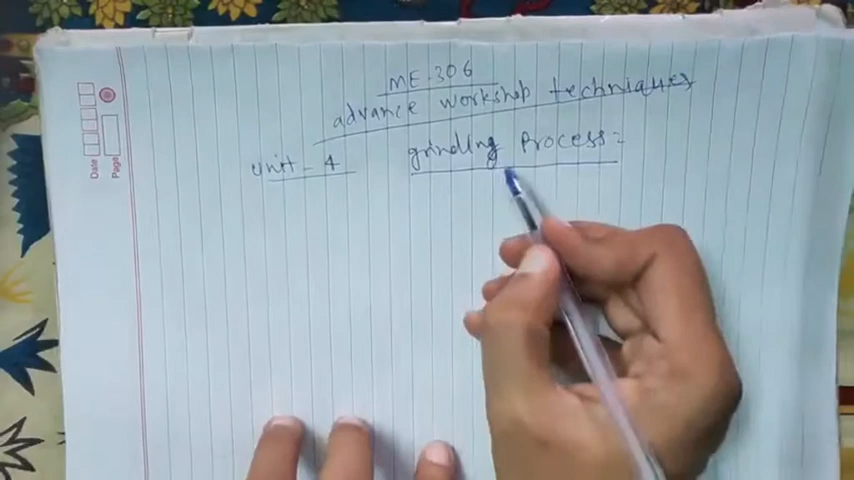 ME-306
advance workshop techniques
unit - 4 grinding Process:
Date
Page